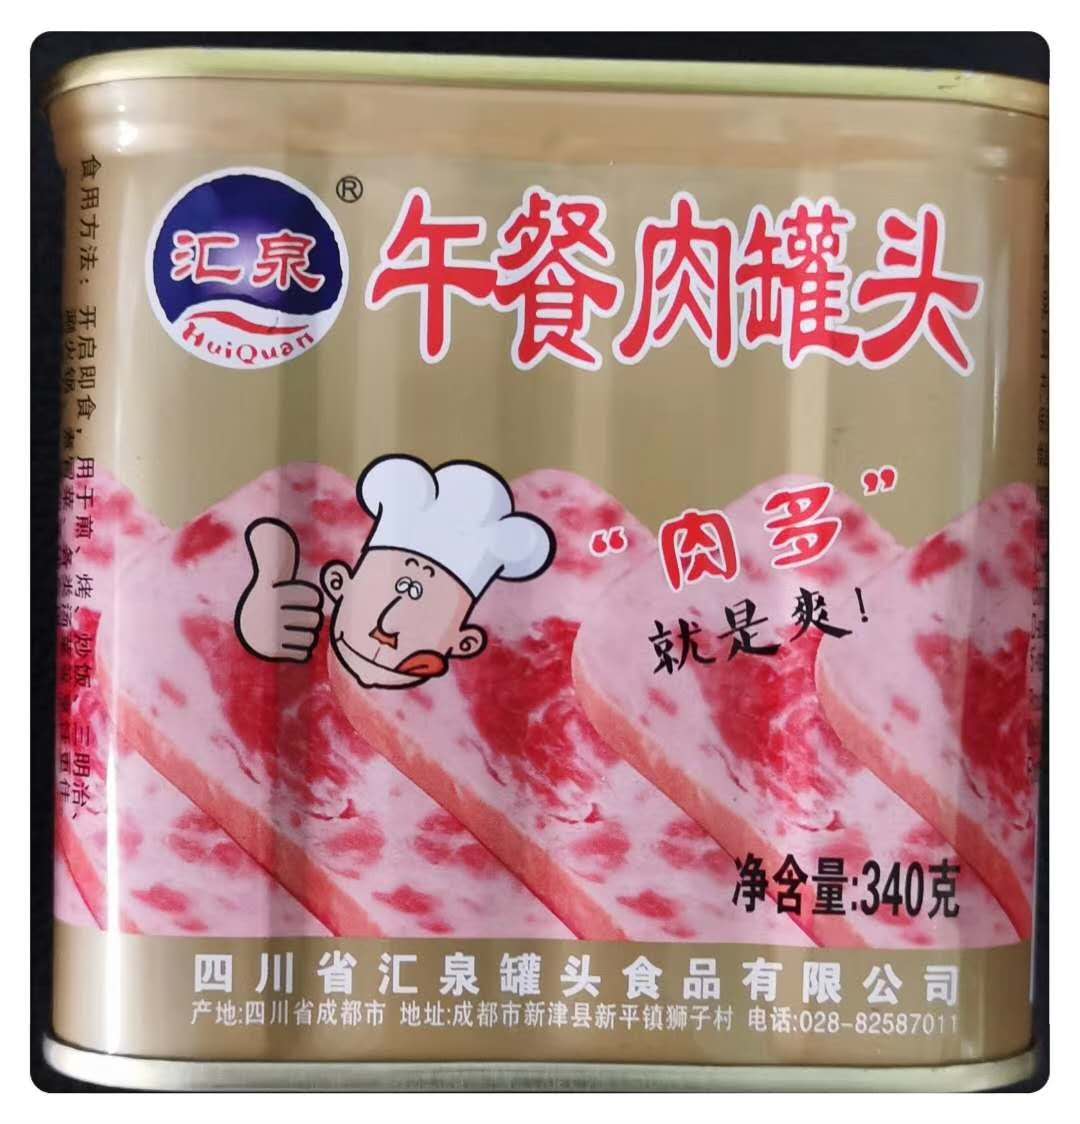 汇泉
HuiQuan
®
午餐肉罐头
“肉多”
就是爽！
净含量:340克
四川省汇泉罐头食品有限公司
产地:四川省成都市 地址:成都市新津县新平镇狮子村 电话:028-82587011
食用方法：开启即食，用于煎、烤、炒饭、三明治、